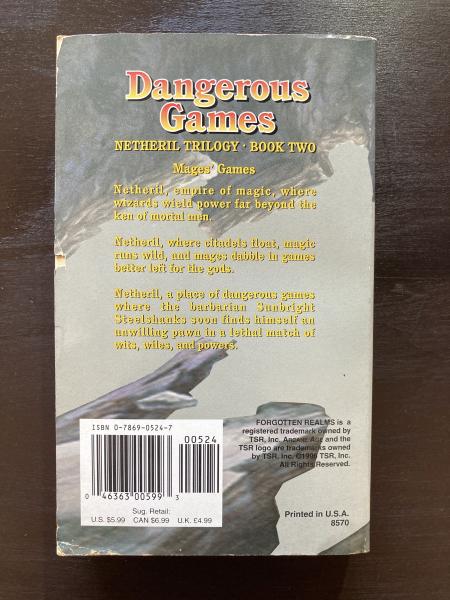 Dangerous
Games
NETHERIL TRILOGY · BOOK TWO
Mages' Games
Netheril, empire of magic, where
wizards wield power far beyond the
ken of mortal men.
Netheril, where citadels float, magic
runs wild, and mages dabble in games
better left for the gods.
Netheril, a place of dangerous games
where the barbarian Sunbright
Steelshanks soon finds himself an
unwilling pawn in a lethal match of
wits, wiles, and powers.
ISBN 0-7869-0524-7
00524
0 46363 00599 3
Sug. Retail:
U.S. $5.99 CAN $6.99 U.K. £4.99
FORGOTTEN REALMS is a
registered trademark owned by
TSR, Inc. ARCANE AGE and the
TSR logo are trademarks owned
by TSR, Inc. ©1996 TSR, Inc.
All Rights Reserved.
Printed in U.S.A.
8570